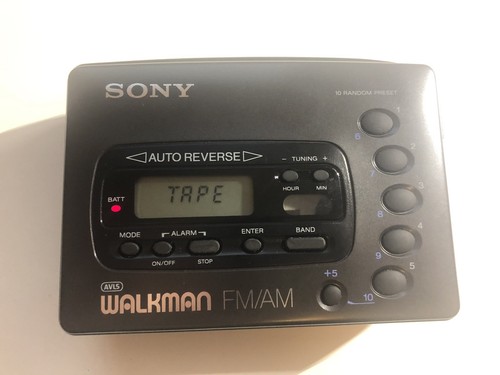 SONY
10 RANDOM PRESET
1
6
AUTO REVERSE
− TUNING +
2
HOUR
MIN
3
8
BATT
TAPE
MODE
ALARM
ENTER
BAND
4
9
ON/OFF
STOP
AVLS
+5
5
10
WALKMAN FM/AM